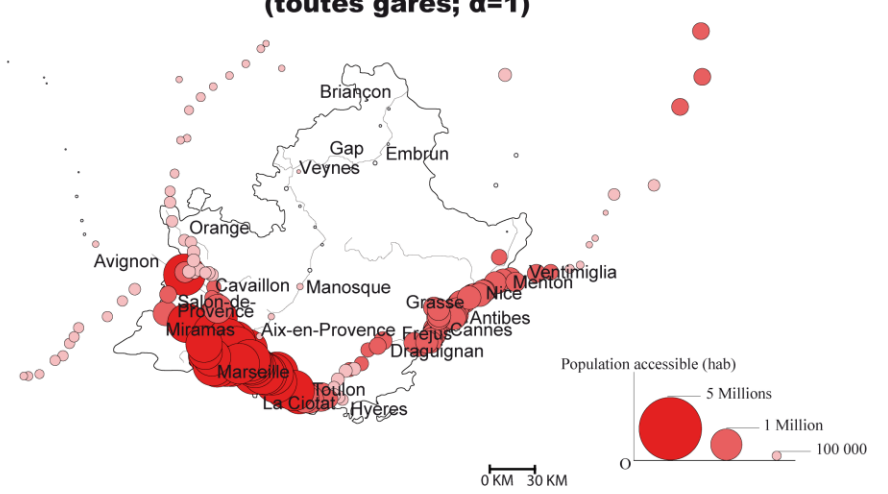 (toutes gares; α=1)
Briançon
Gap
Embrun
Veynes
Orange
Avignon
Ventimiglia
Menton
Cavaillon
Manosque
Nice
Salon-de-
Provence
Grasse
Antibes
Miramas
Aix-en-Provence
Fréjus
Cannes
Draguignan
Marseille
Toulon
La Ciotat
Hyères
Population accessible (hab)
5 Millions
1 Million
100 000
O
0 KM 30 KM